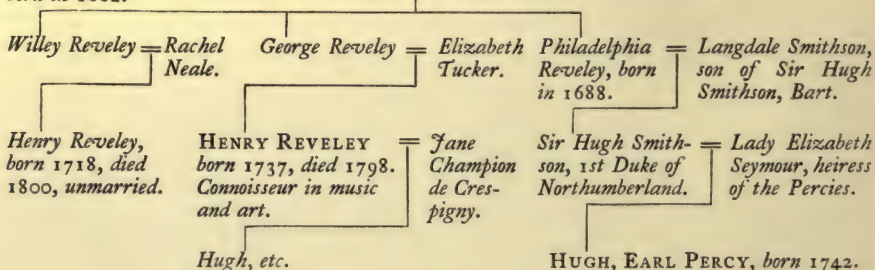 Willey Reveley = Rachel
Neale.
George Reveley = Elizabeth
Tucker.
Philadelphia
Reveley, born
in 1688.
= Langdale Smithson,
son of Sir Hugh
Smithson, Bart.
Henry Reveley,
born 1718, died
1800, unmarried.
HENRY REVELEY
born 1737, died 1798.
Connoisseur in music
and art.
= Jane
Champion
de Cres-
pigny.
Sir Hugh Smith-
son, 1st Duke of
Northumberland.
= Lady Elizabeth
Seymour, heiress
of the Percies.
Hugh, etc.
HUGH, EARL PERCY, born 1742.